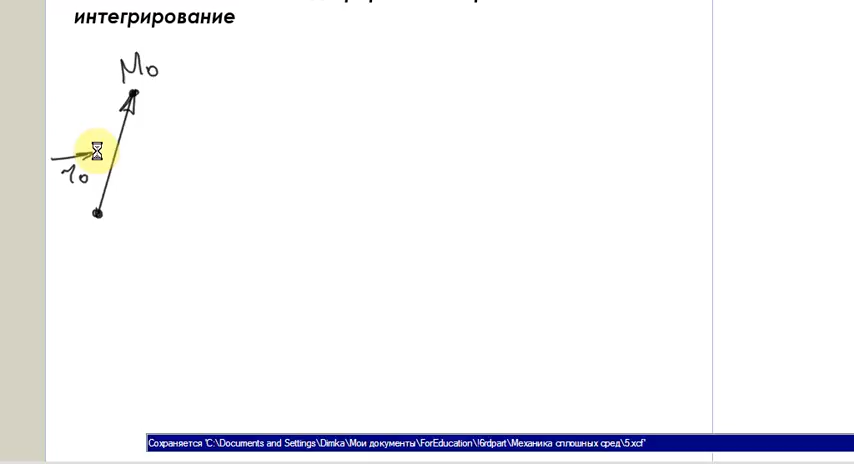 интегрирование
M₀
r₀
Сохраняется 'C:\Documents and Settings\Dimka\Мои документы\ForEducation\!6rdpart\Механика сплошных сред\5.xcf'